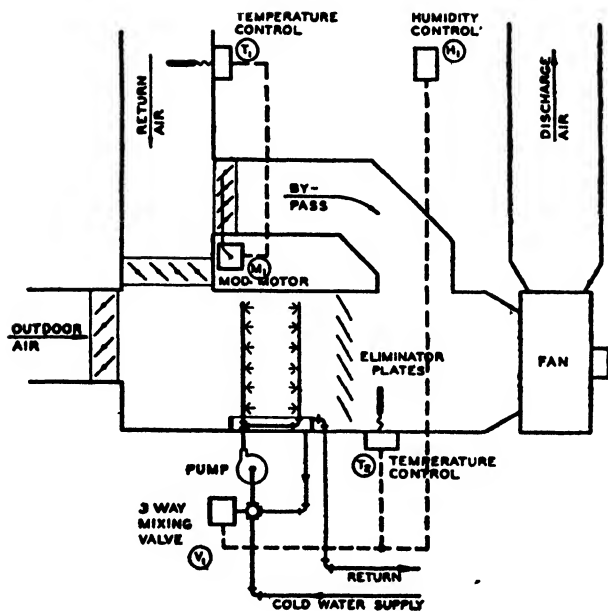 TEMPERATURE
CONTROL
T1
HUMIDITY
CONTROL'
H1
RETURN
AIR
DISCHARGE
AIR
BY-
PASS
M1
MOD-MOTOR
OUTDOOR
AIR
ELIMINATOR
PLATES
FAN
PUMP
T2
TEMPERATURE
CONTROL
3 WAY
MIXING
VALVE
V1
RETURN
COLD WATER SUPPLY